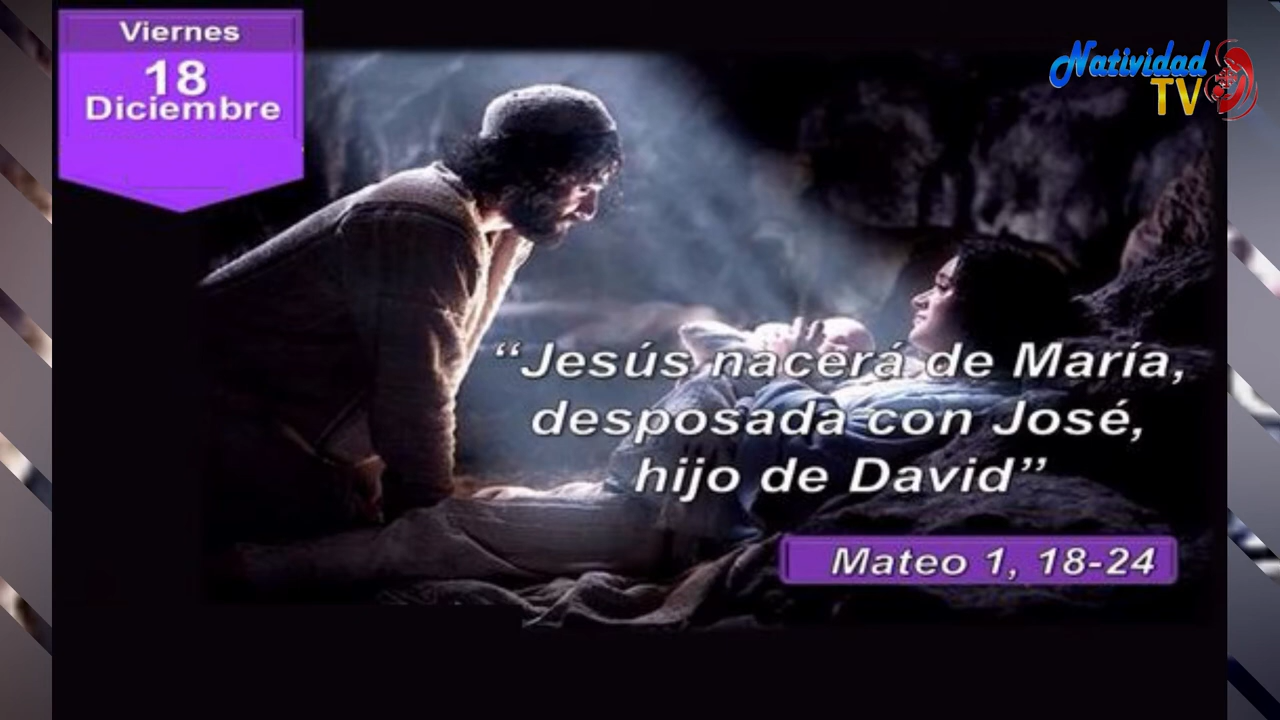 Viernes
18
Diciembre
Natividad
TV
“Jesús nacerá de María,
desposada con José,
hijo de David”
Mateo 1, 18-24